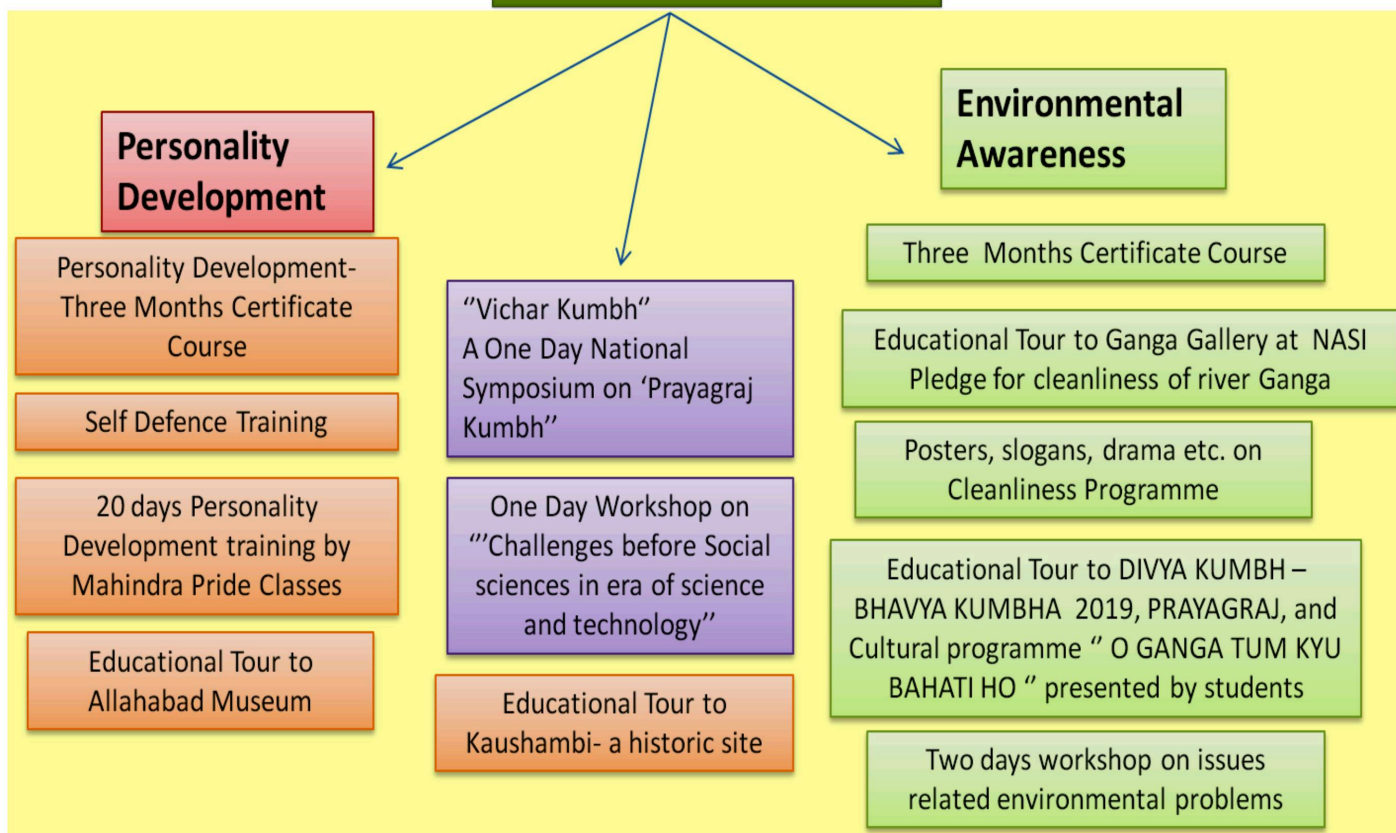 Personality
Development
Personality Development-
Three Months Certificate
Course
Self Defence Training
20 days Personality
Development training by
Mahindra Pride Classes
Educational Tour to
Allahabad Museum
‘’Vichar Kumbh‘’
A One Day National
Symposium on ‘Prayagraj
Kumbh’’
One Day Workshop on
‘’’Challenges before Social
sciences in era of science
and technology’’
Educational Tour to
Kaushambi- a historic site
Environmental
Awareness
Three Months Certificate Course
Educational Tour to Ganga Gallery at NASI
Pledge for cleanliness of river Ganga
Posters, slogans, drama etc. on
Cleanliness Programme
Educational Tour to DIVYA KUMBH –
BHAVYA KUMBHA 2019, PRAYAGRAJ, and
Cultural programme ‘’ O GANGA TUM KYU
BAHATI HO ‘’ presented by students
Two days workshop on issues
related environmental problems